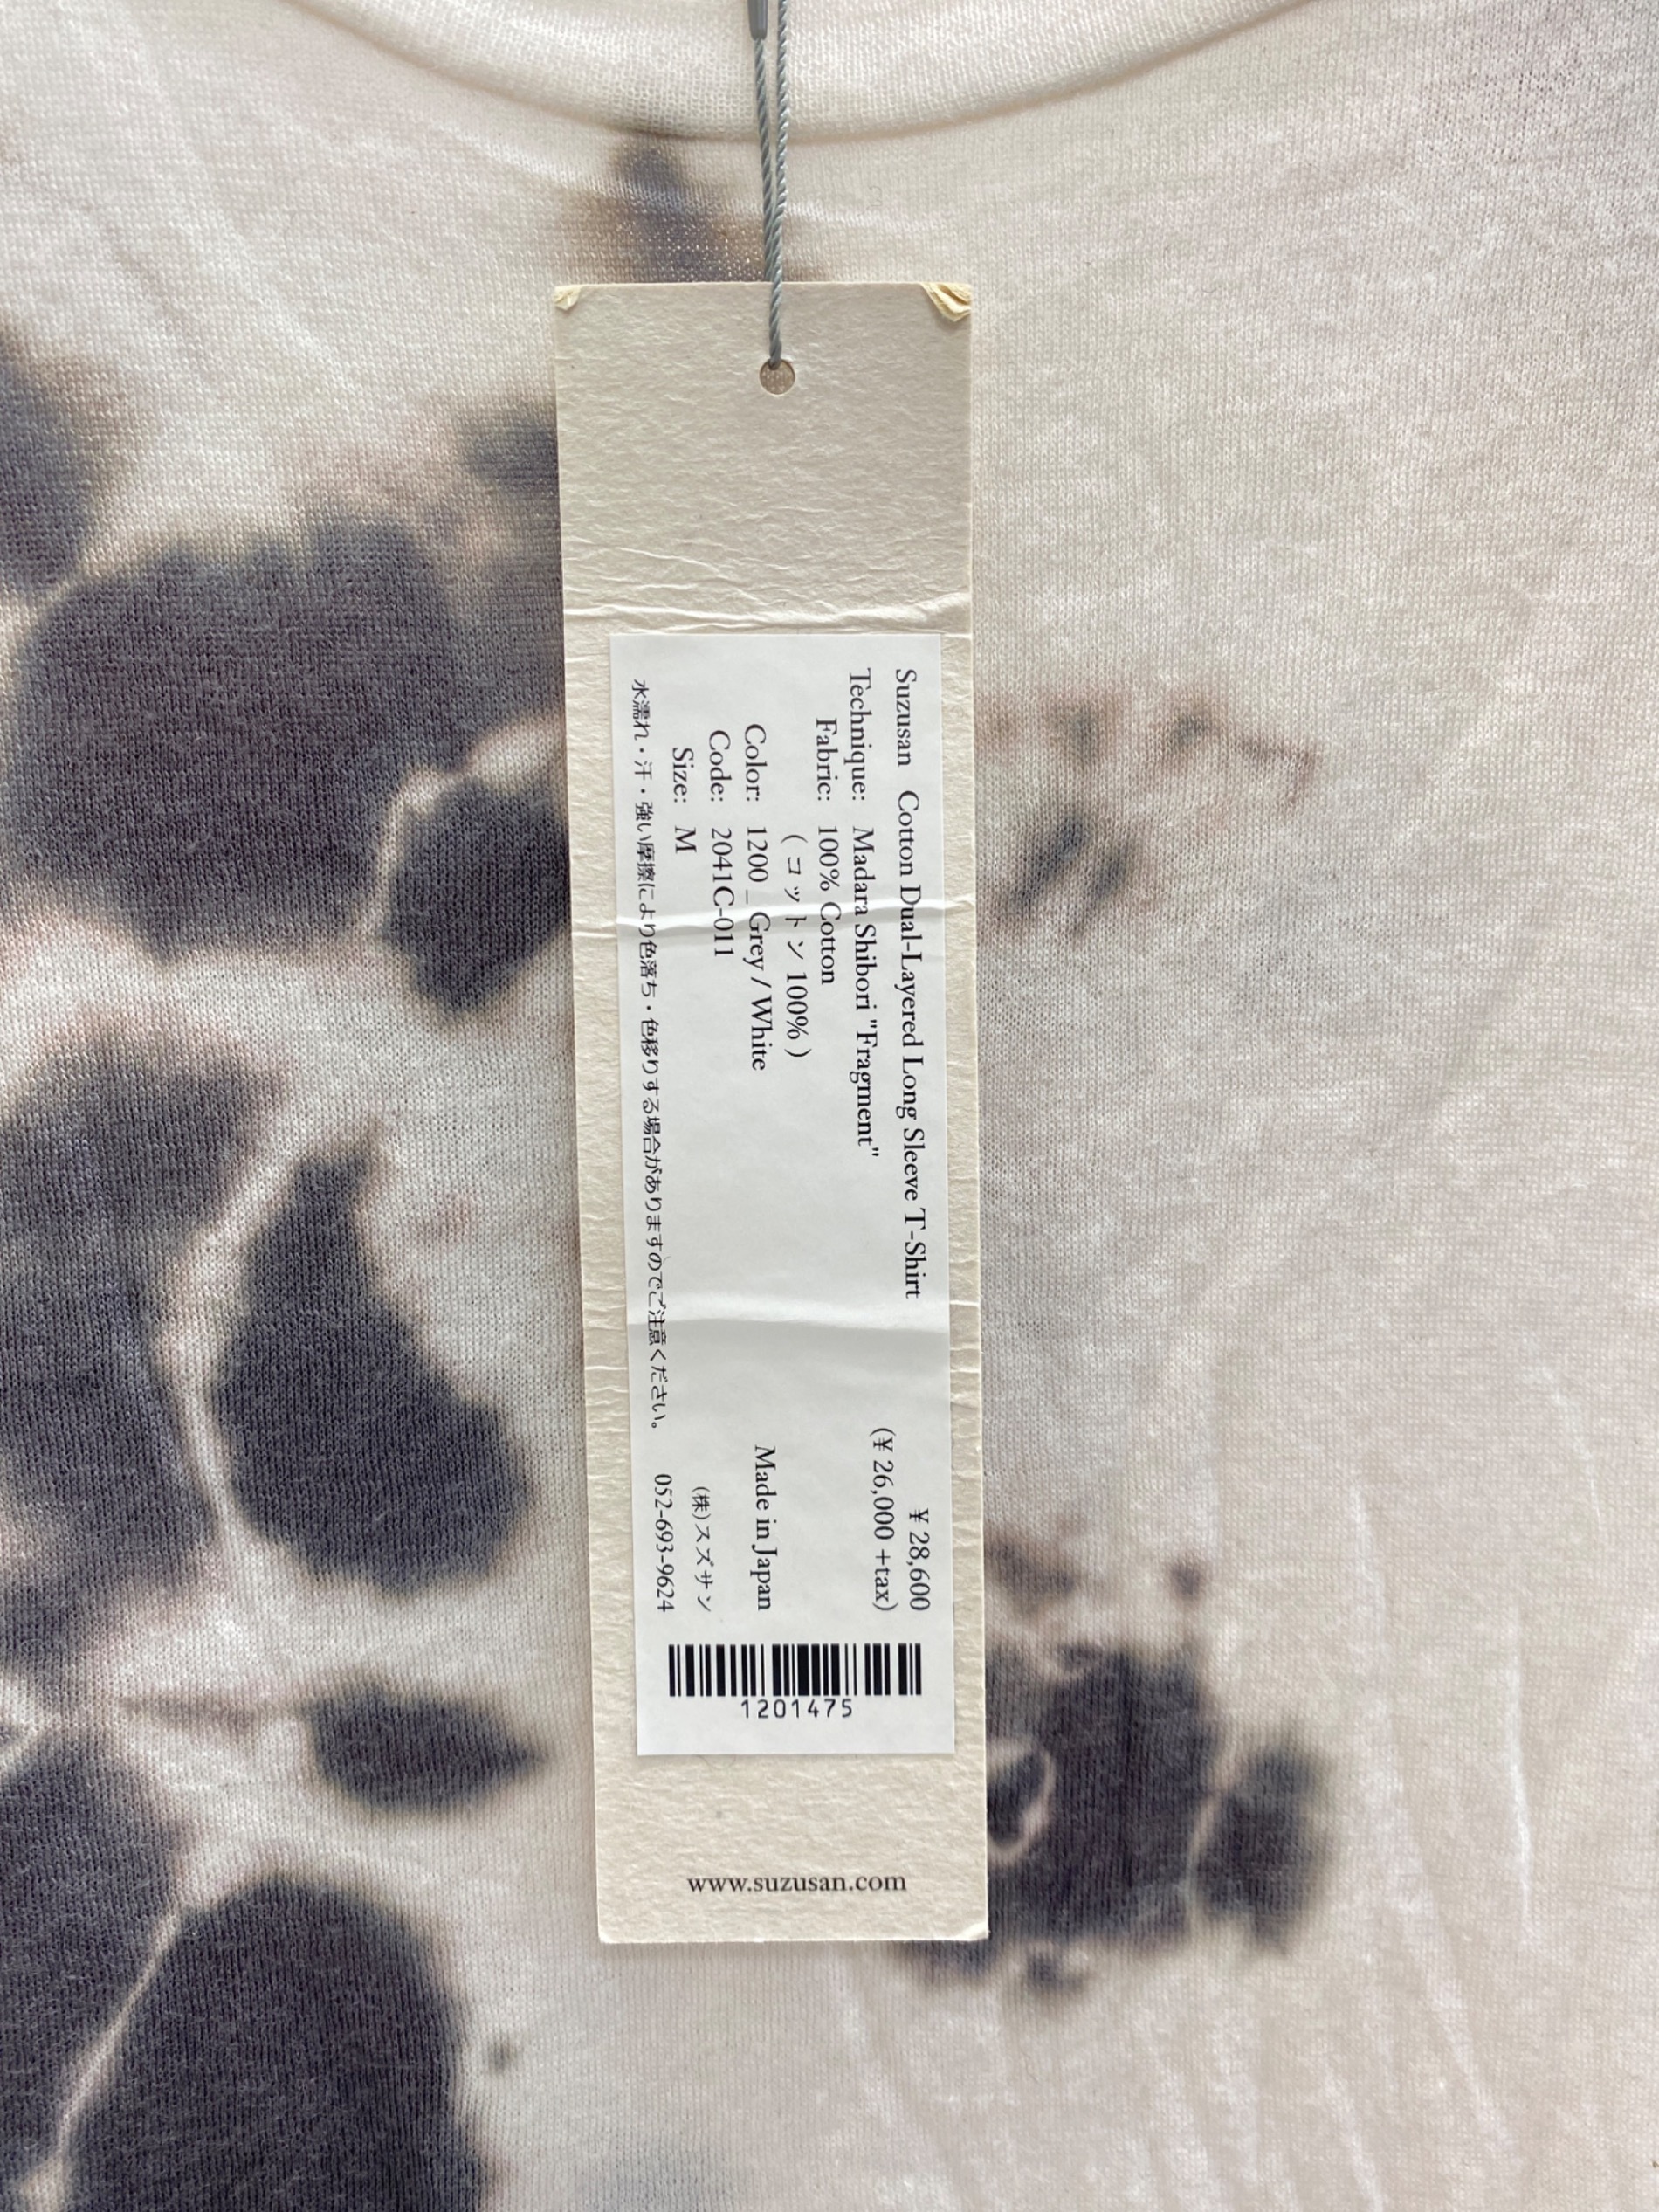 Suzusan Cotton Dual-Layered Long Sleeve T-Shirt
Technique: Madara Shibori "Fragment"
Fabric: 100% Cotton
( コットン 100% )
Color: 1200_Grey / White
Code: 2041C-011
Size: M
水濡れ・汗・強い摩擦により色落ち・色移りする場合がありますのでご注意ください。
¥ 28,600
(¥ 26,000 +tax)
Made in Japan
(株)スズサン
052-693-9624
1201475
www.suzusan.com